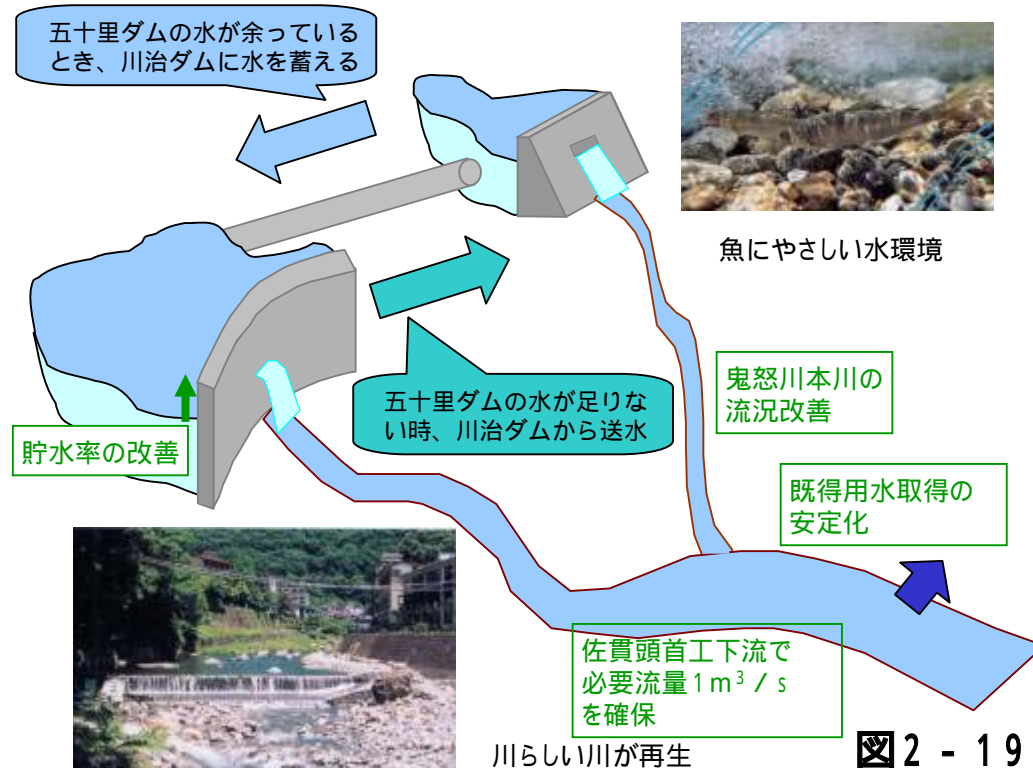 五十里ダムの水が余っている
とき、川治ダムに水を蓄える
魚にやさしい水環境
五十里ダムの水が足りな
い時、川治ダムから送水
鬼怒川本川の
流況改善
貯水率の改善
既得用水取得の
安定化
佐貫頭首工下流で
必要流量1m³/s
を確保
川らしい川が再生
図2-19